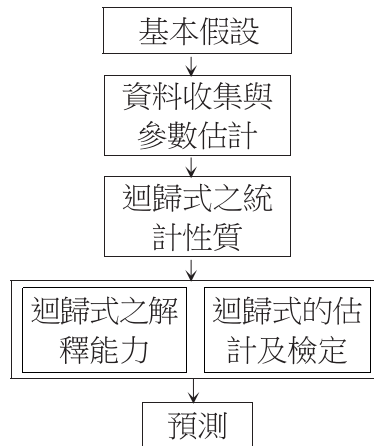 基本假設
資料收集與
參數估計
迴歸式之統
計性質
迴歸式之解
釋能力
迴歸式的估
計及檢定
預測